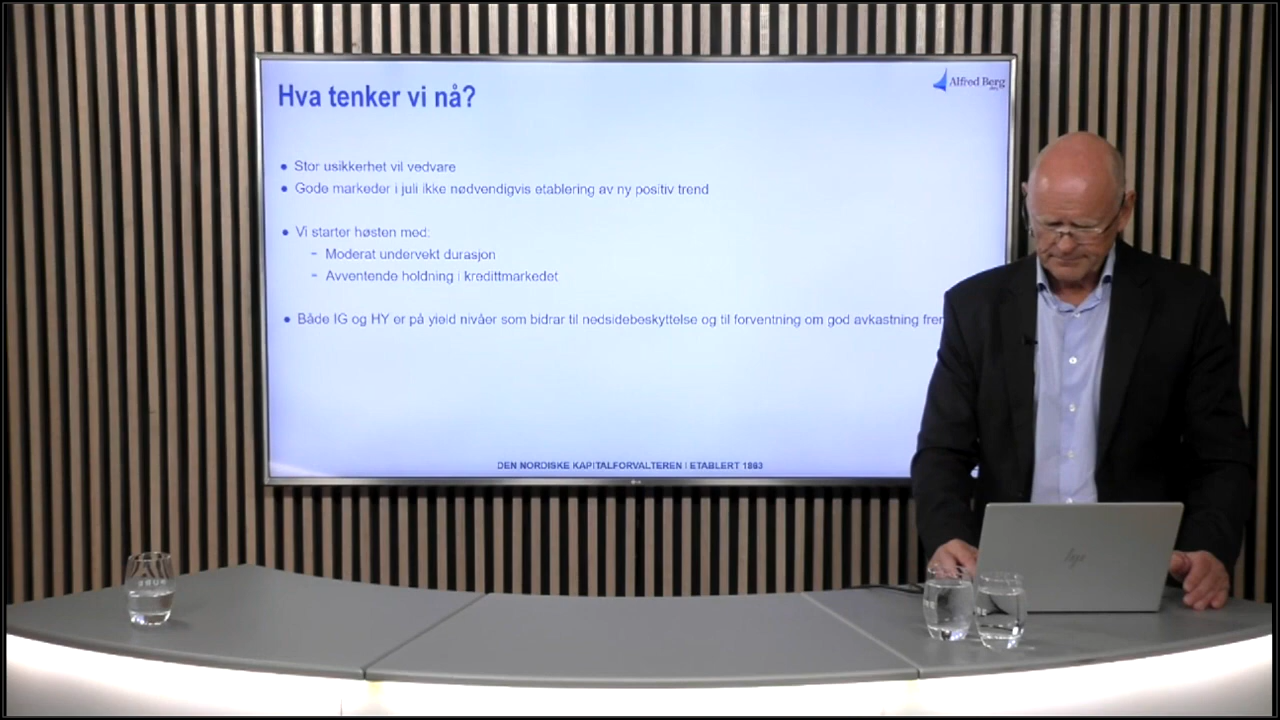 Hva tenker vi nå?
Alfred Berg
• Stor usikkerhet vil vedvare
• Gode markeder i juli ikke nødvendigvis etablering av ny positiv trend
• Vi starter høsten med:
– Moderat undervekt durasjon
– Avventende holdning i kredittmarkedet
• Både IG og HY er på yield nivåer som bidrar til nedsidebeskyttelse og til forventning om god avkastning
DEN NORDISKE KAPITALFORVALTEREN | ETABLERT 1863
LG
hp